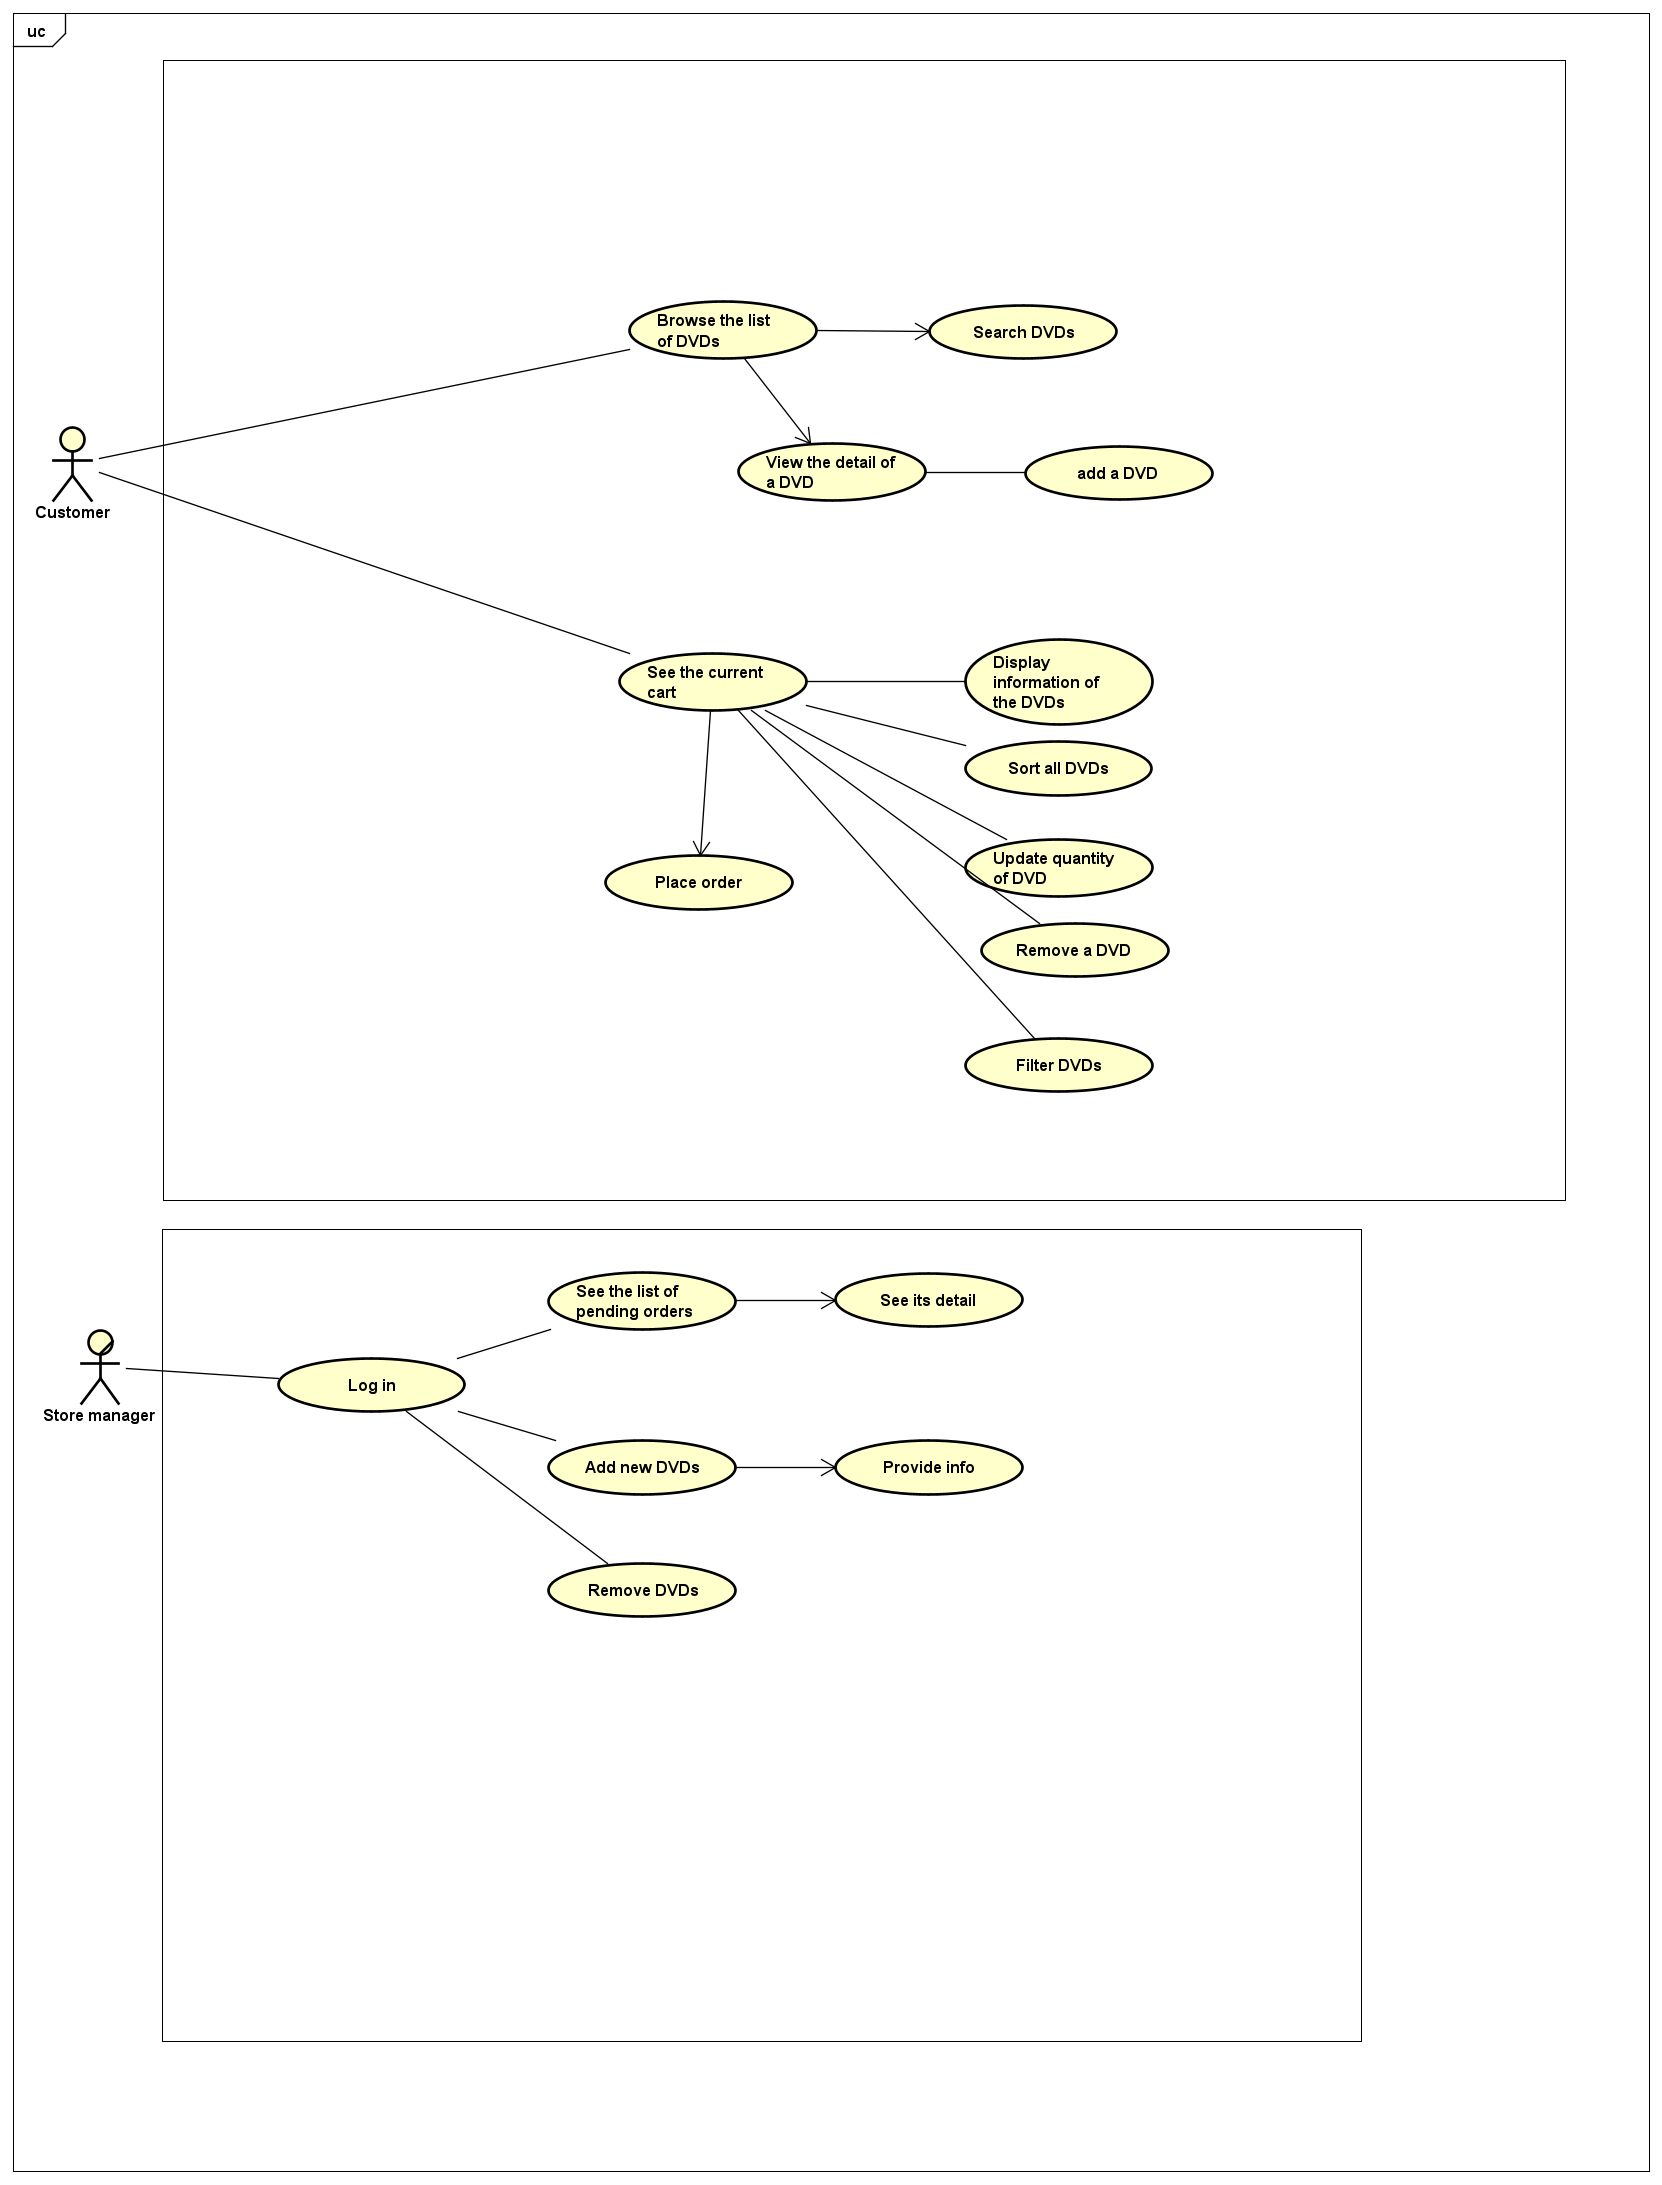 uc
Browse the list
of DVDs
Search DVDs
View the detail of
a DVD
add a DVD
Customer
See the current
cart
Display
information of
the DVDs
Sort all DVDs
Update quantity
of DVD
Place order
Remove a DVD
Filter DVDs
See the list of
pending orders
See its detail
Log in
Store manager
Add new DVDs
Provide info
Remove DVDs